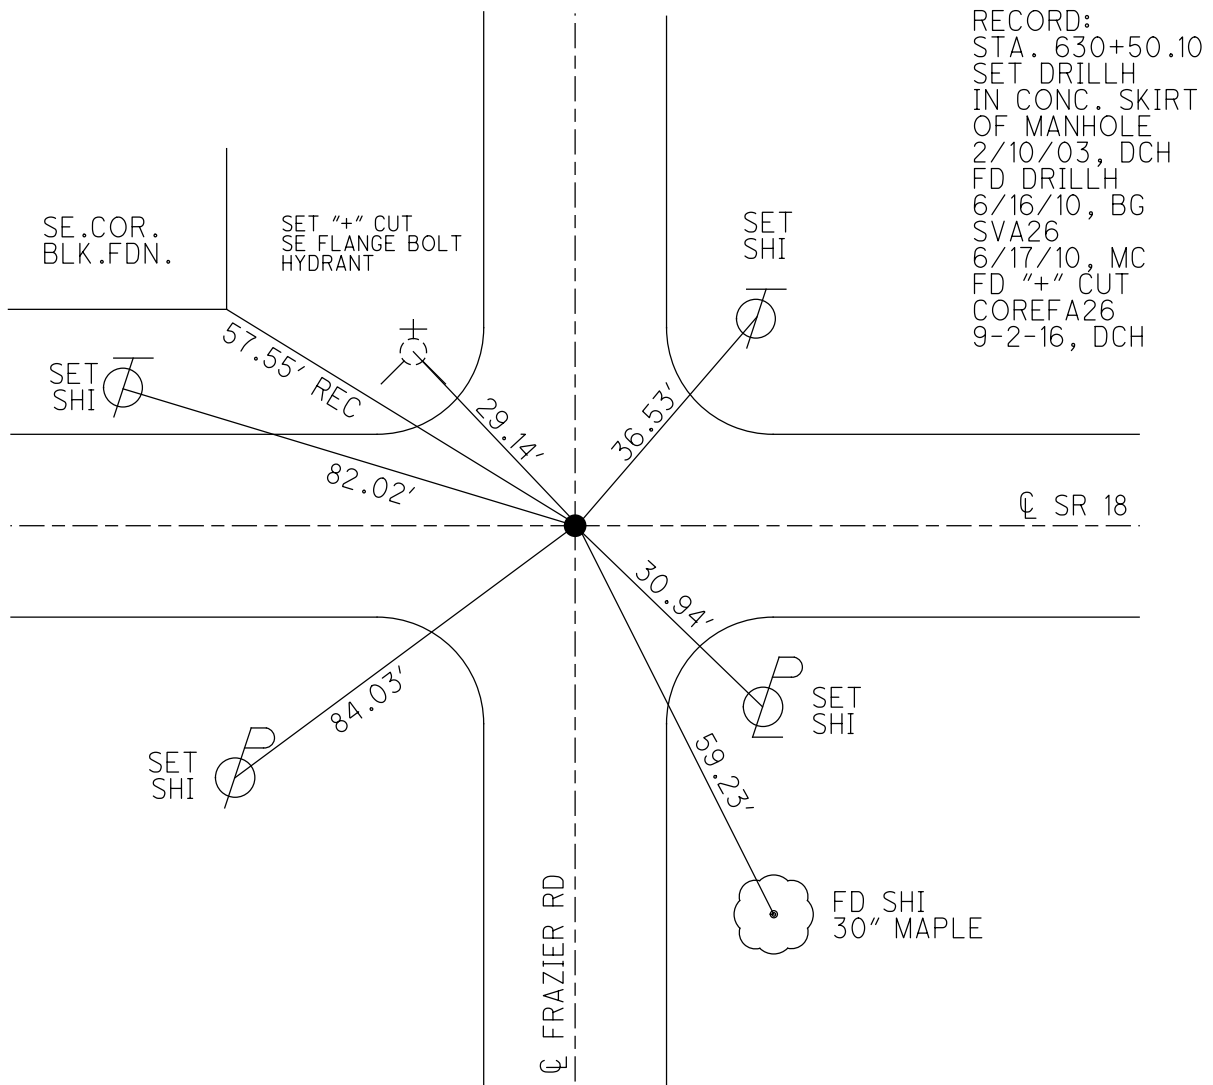 RECORD:
STA. 630+50.10
SET DRILLH
IN CONC. SKIRT
OF MANHOLE
2/10/03, DCH
FD DRILLH
6/16/10, BG
SVA26
6/17/10, MC
FD "+" CUT
COREFA26
9-2-16, DCH
SE.COR.
BLK.FDN.
SET "+" CUT
SE FLANGE BOLT
HYDRANT
SET
SHI
57.55' REC
SET
SHI
29.14'
36.53'
82.02'
℄ SR 18
30.94'
84.03'
SET
SHI
SET
SHI
59.23'
FD SHI
30" MAPLE
℄ FRAZIER RD